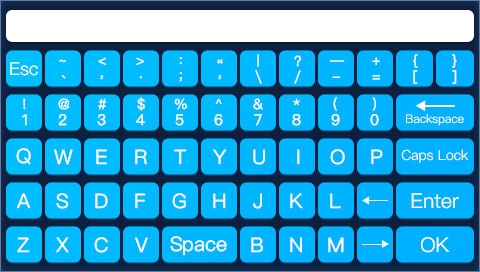 Esc ~ ` < , > . : ; “ ‘ | \ ? / — – + = { [ } ]
! 1 @ 2 # 3 $ 4 % 5 ^ 6 & 7 * 8 ( 9 ) 0 ← Backspace
Q W E R T Y U I O P Caps Lock
A S D F G H J K L ← Enter
Z X C V Space B N M → OK